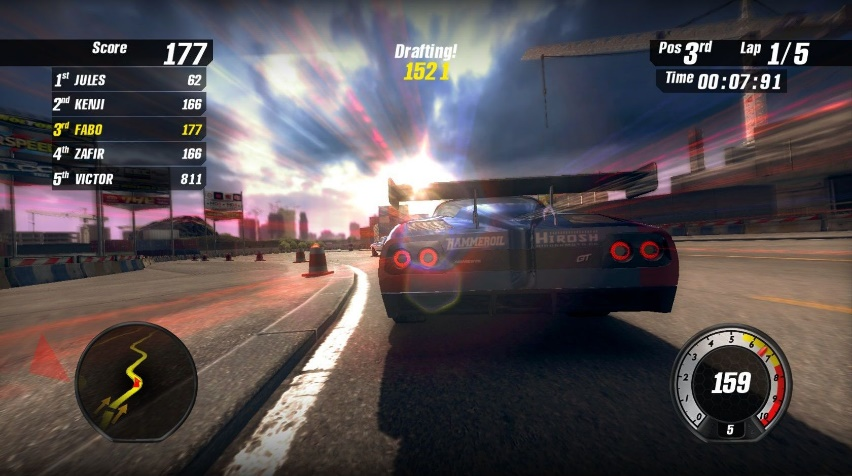 Score 177
1st JULES 62
2nd KENJI 166
3rd FABO 177
4th ZAFIR 166
5th VICTOR 811
Drafting!
1521
Pos 3rd Lap 1/5
Time 00:07:91
HAMMEROIL HIROSH
GT
0 1 2 3 4 5 6 7 8 9 10
159
5